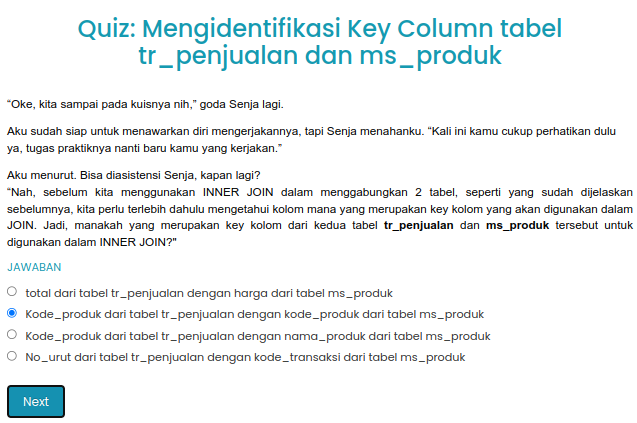 Quiz: Mengidentifikasi Key Column tabel
tr_penjualan dan ms_produk
“Oke, kita sampai pada kuisnya nih,” goda Senja lagi.
Aku sudah siap untuk menawarkan diri mengerjakannya, tapi Senja menahanku. “Kali ini kamu cukup perhatikan dulu
ya, tugas praktiknya nanti baru kamu yang kerjakan.”
Aku menurut. Bisa diasistensi Senja, kapan lagi?
“Nah, sebelum kita menggunakan INNER JOIN dalam menggabungkan 2 tabel, seperti yang sudah dijelaskan
sebelumnya, kita perlu terlebih dahulu mengetahui kolom mana yang merupakan key kolom yang akan digunakan dalam
JOIN. Jadi, manakah yang merupakan key kolom dari kedua tabel tr_penjualan dan ms_produk tersebut untuk
digunakan dalam INNER JOIN?"
JAWABAN
total dari tabel tr_penjualan dengan harga dari tabel ms_produk
Kode_produk dari tabel tr_penjualan dengan kode_produk dari tabel ms_produk
Kode_produk dari tabel tr_penjualan dengan nama_produk dari tabel ms_produk
No_urut dari tabel tr_penjualan dengan kode_transaksi dari tabel ms_produk
Next